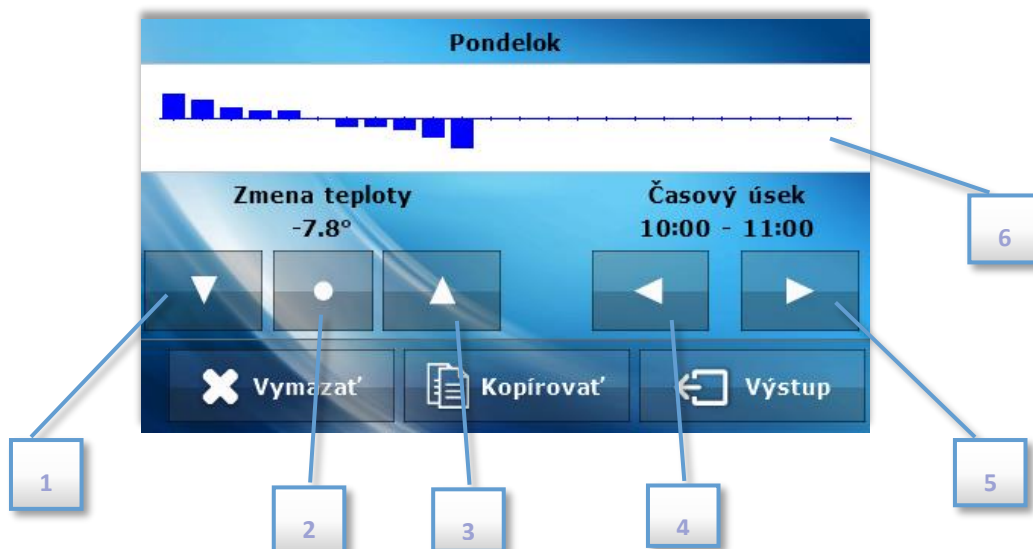 Pondelok
Zmena teploty
-7.8°
Časový úsek
10:00 - 11:00
6
Vymazať
Kopírovať
Výstup
1
2
3
4
5